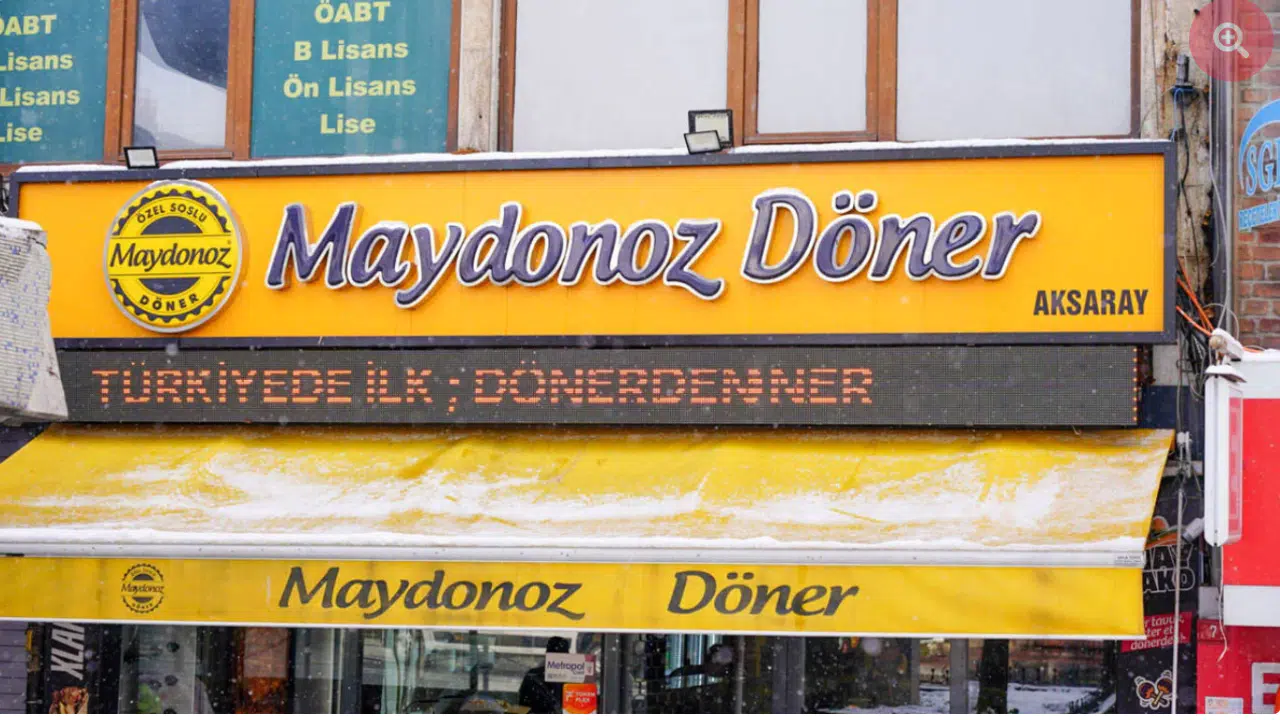 ÖABT
Lisans
Lisans
Lise
ÖABT
B Lisans
Ön Lisans
Lise
ÖZEL SOSLU
Maydonoz
DÖNER
Maydonoz Döner
AKSARAY
TÜRKİYEDE İLK ; DÖNERDENNER
Maydonoz
Maydonoz Döner
Metropol